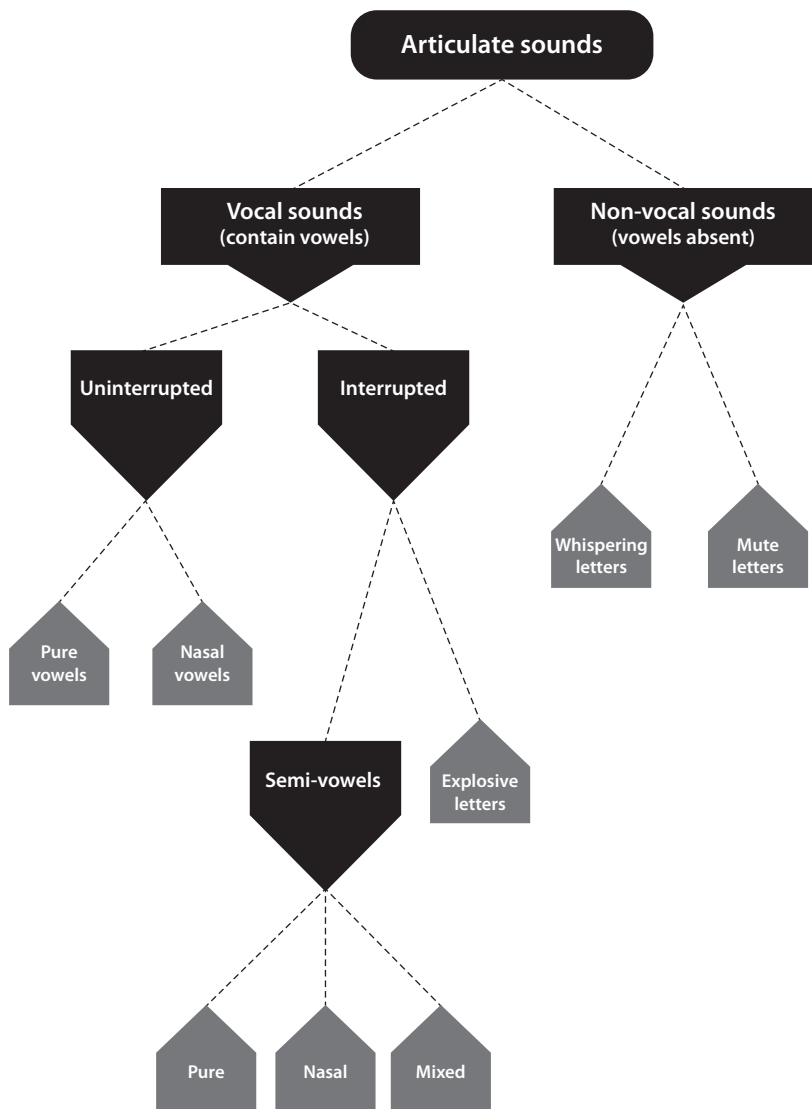 Articulate sounds
Vocal sounds
(contain vowels)
Non-vocal sounds
(vowels absent)
Uninterrupted
Interrupted
Whispering
letters
Mute
letters
Pure
vowels
Nasal
vowels
Semi-vowels
Explosive
letters
Pure
Nasal
Mixed